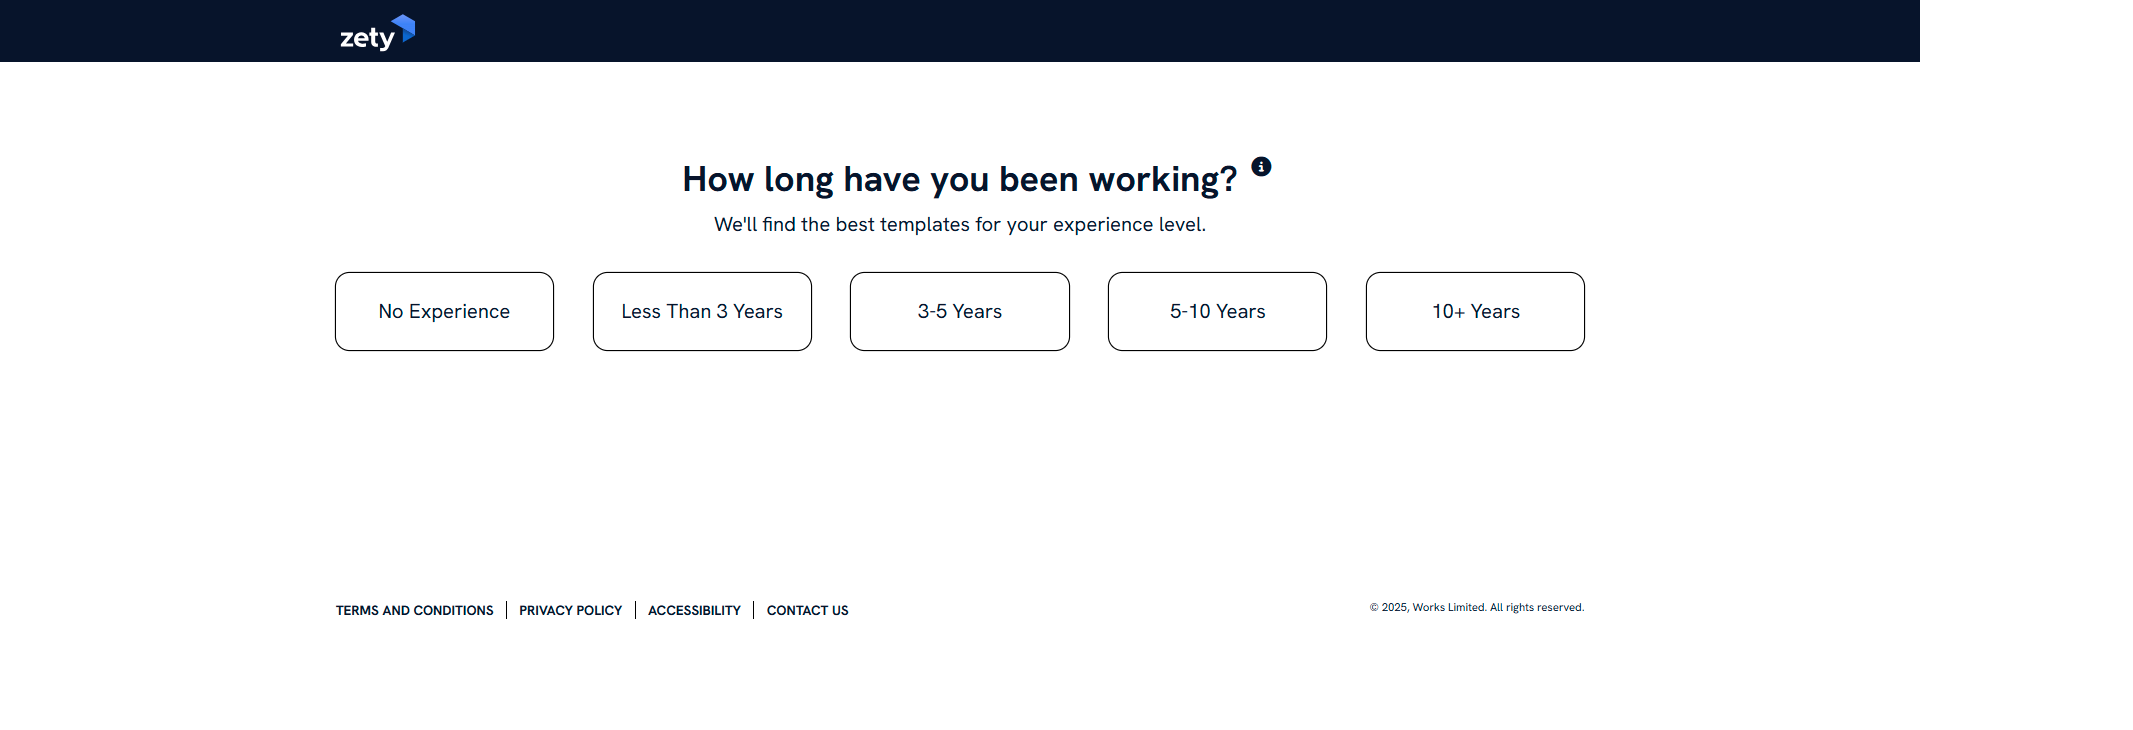 zety
How long have you been working?
We'll find the best templates for your experience level.
No Experience
Less Than 3 Years
3-5 Years
5-10 Years
10+ Years
TERMS AND CONDITIONS
PRIVACY POLICY
ACCESSIBILITY
CONTACT US
© 2025, Works Limited. All rights reserved.